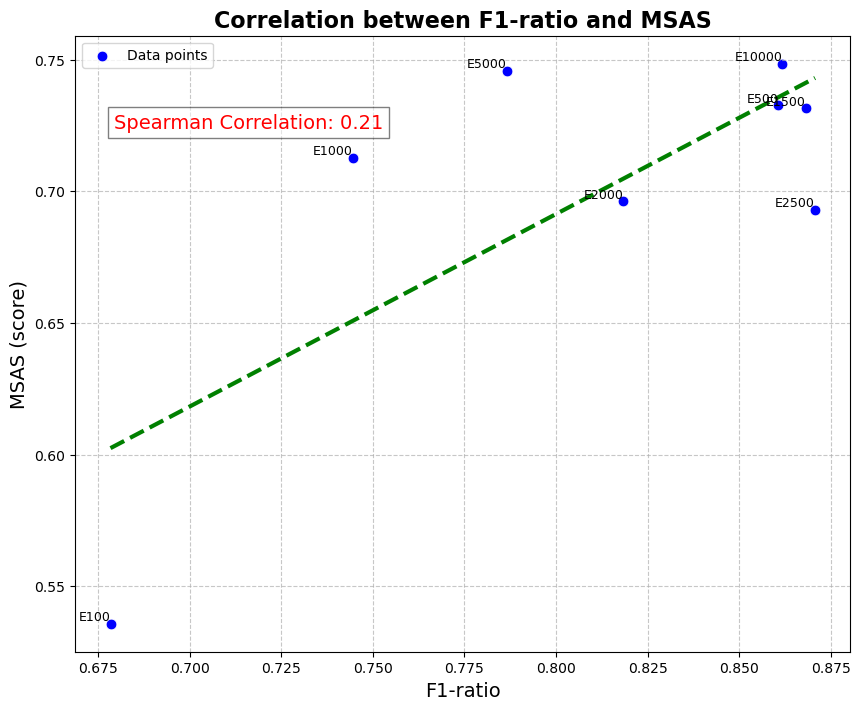 Correlation between F1-ratio and MSAS
Data points
Spearman Correlation: 0.21
E5000
E10000
E500
E1000
E2000
E2500
E100
0.75
0.70
0.65
0.60
0.55
MSAS (score)
0.675 0.700 0.725 0.750 0.775 0.800 0.825 0.850 0.875
F1-ratio